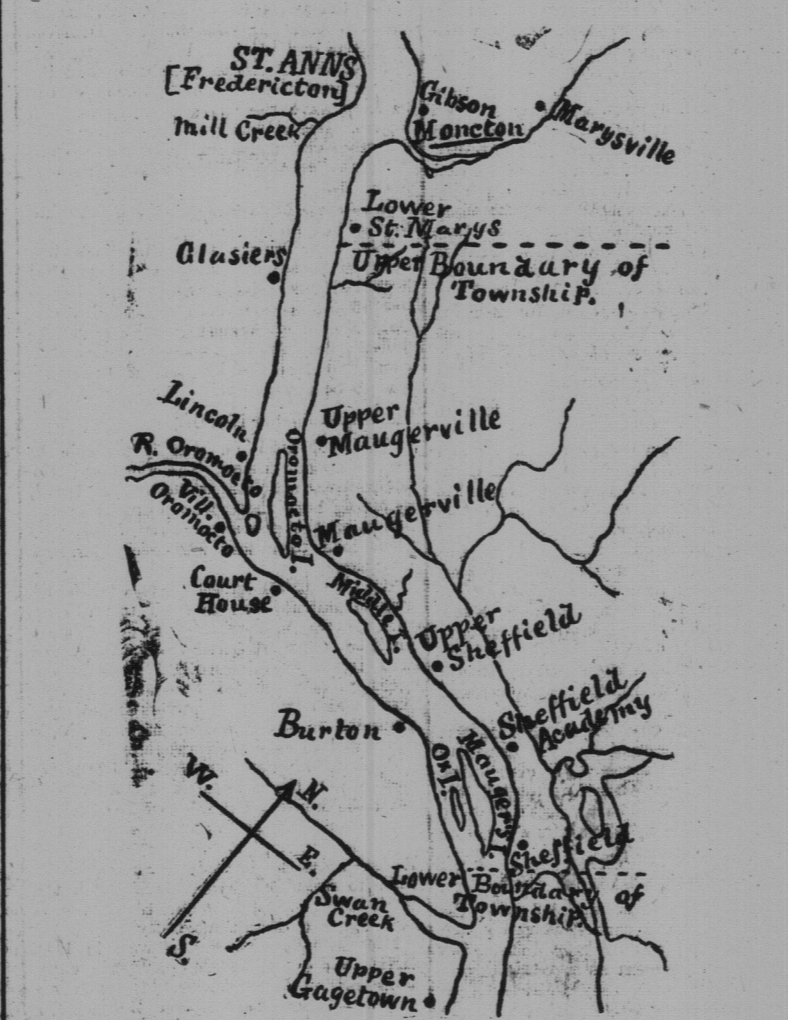 ST. ANNS
[Fredericton]
Mill Creek
Gibson
Moncton
Marysville
Lower
St. Marys
Glasiers
Upper Boundary of
Township.
Lincoln
Upper
Maugerville
R. Oromocto
Oromocto I.
Vill.
Oromocto
Maugerville
Court
House
Middle I.
Upper
Sheffield
Burton
Sheffield
Academy
Ox I.
Maugers I.
W.
N.
E.
S.
Sheffield
Lower Boundary of
Township.
Swan
Creek
Upper
Gagetown